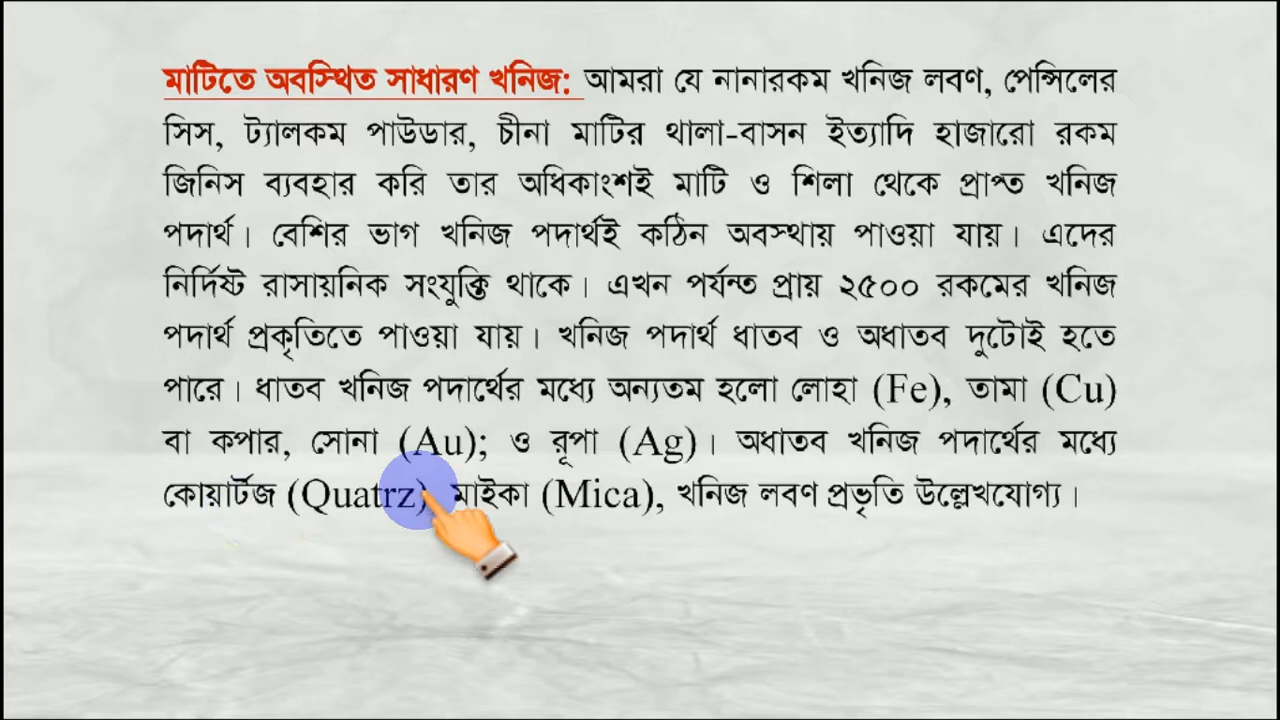 মাটিতে অবস্থিত সাধারণ খনিজ: আমরা যে নানারকম খনিজ লবণ, পেন্সিলের
সিস, ট্যালকম পাউডার, চীনা মাটির থালা-বাসন ইত্যাদি হাজারো রকম
জিনিস ব্যবহার করি তার অধিকাংশই মাটি ও শিলা থেকে প্রাপ্ত খনিজ
পদার্থ। বেশির ভাগ খনিজ পদার্থই কঠিন অবস্থায় পাওয়া যায়। এদের
নির্দিষ্ট রাসায়নিক সংযুক্তি থাকে। এখন পর্যন্ত প্রায় ২৫০০ রকমের খনিজ
পদার্থ প্রকৃতিতে পাওয়া যায়। খনিজ পদার্থ ধাতব ও অধাতব দুটোই হতে
পারে। ধাতব খনিজ পদার্থের মধ্যে অন্যতম হলো লোহা (Fe), তামা (Cu)
বা কপার, সোনা (Au); ও রূপা (Ag)। অধাতব খনিজ পদার্থের মধ্যে
কোয়ার্টজ (Quatrz), মাইকা (Mica), খনিজ লবণ প্রভৃতি উল্লেখযোগ্য।